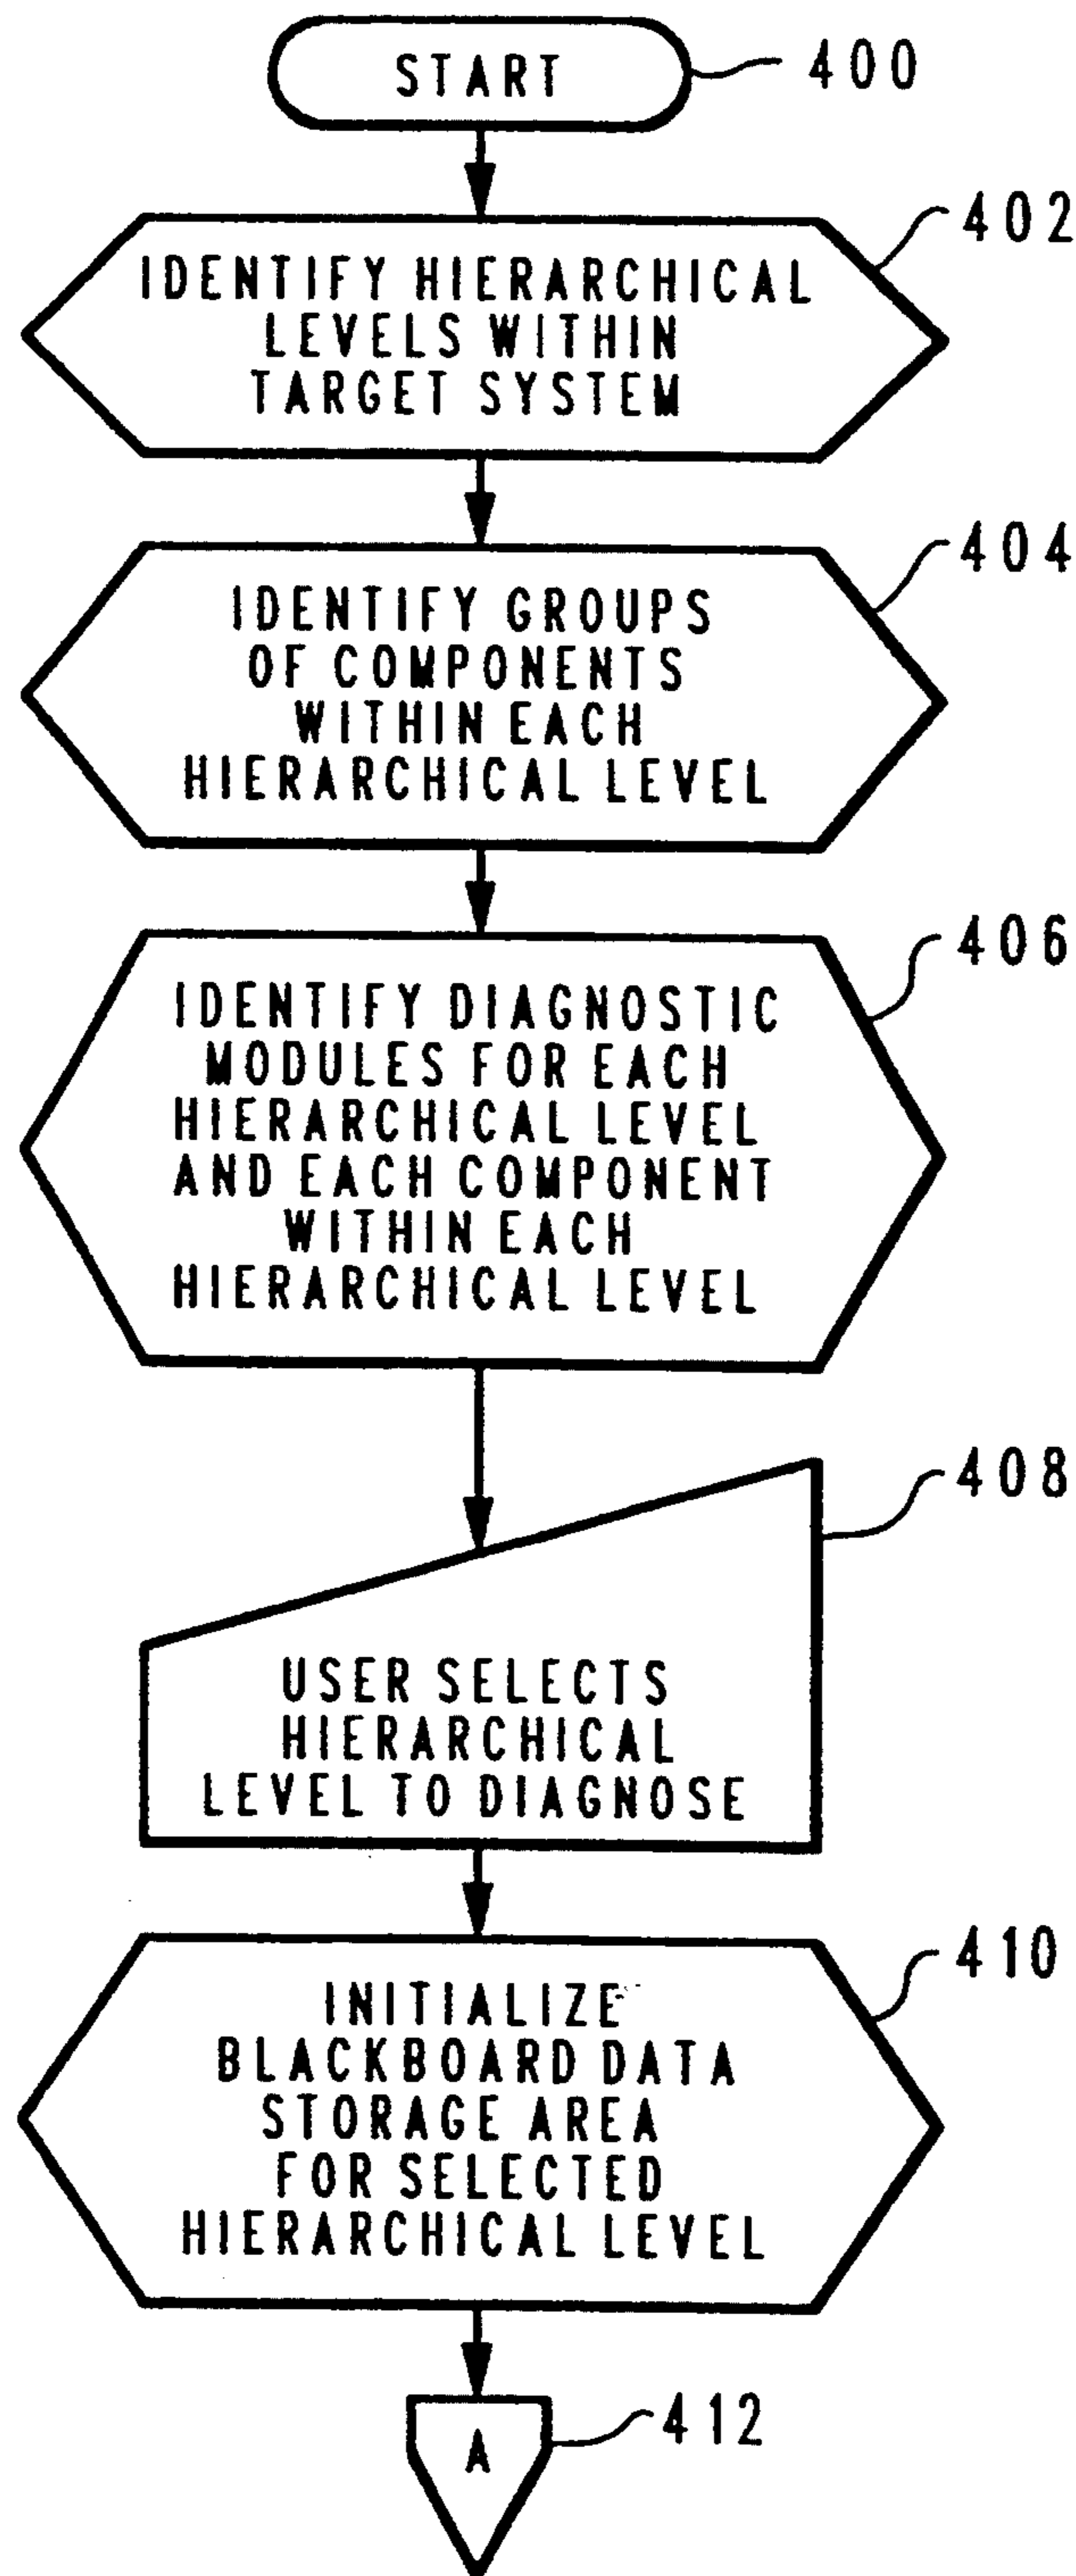 START
400
402
IDENTIFY HIERARCHICAL
LEVELS WITHIN
TARGET SYSTEM
404
IDENTIFY GROUPS
OF COMPONENTS
WITHIN EACH
HIERARCHICAL LEVEL
406
IDENTIFY DIAGNOSTIC
MODULES FOR EACH
HIERARCHICAL LEVEL
AND EACH COMPONENT
WITHIN EACH
HIERARCHICAL LEVEL
408
USER SELECTS
HIERARCHICAL
LEVEL TO DIAGNOSE
410
INITIALIZE
BLACKBOARD DATA
STORAGE AREA
FOR SELECTED
HIERARCHICAL LEVEL
A
412